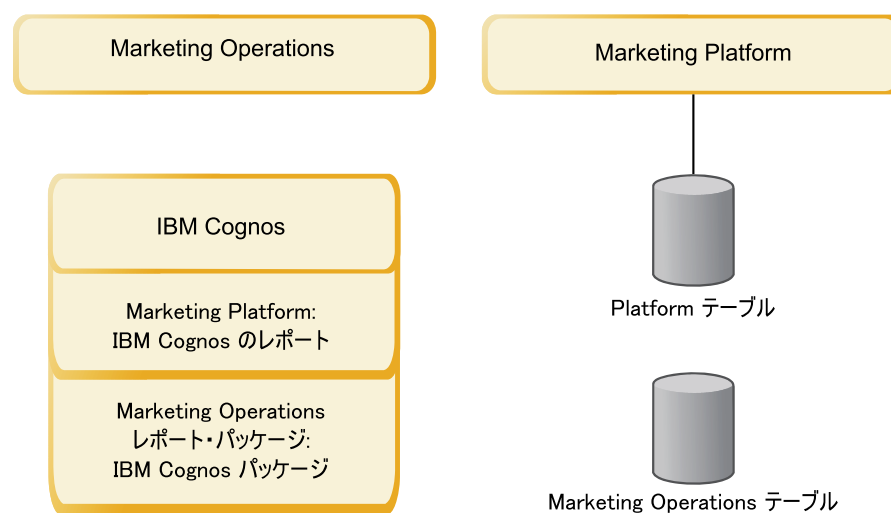 Marketing Operations
Marketing Platform
IBM Cognos
Marketing Platform:
IBM Cognos のレポート
Marketing Operations
レポート・パッケージ:
IBM Cognos パッケージ
Platform テーブル
Marketing Operations テーブル